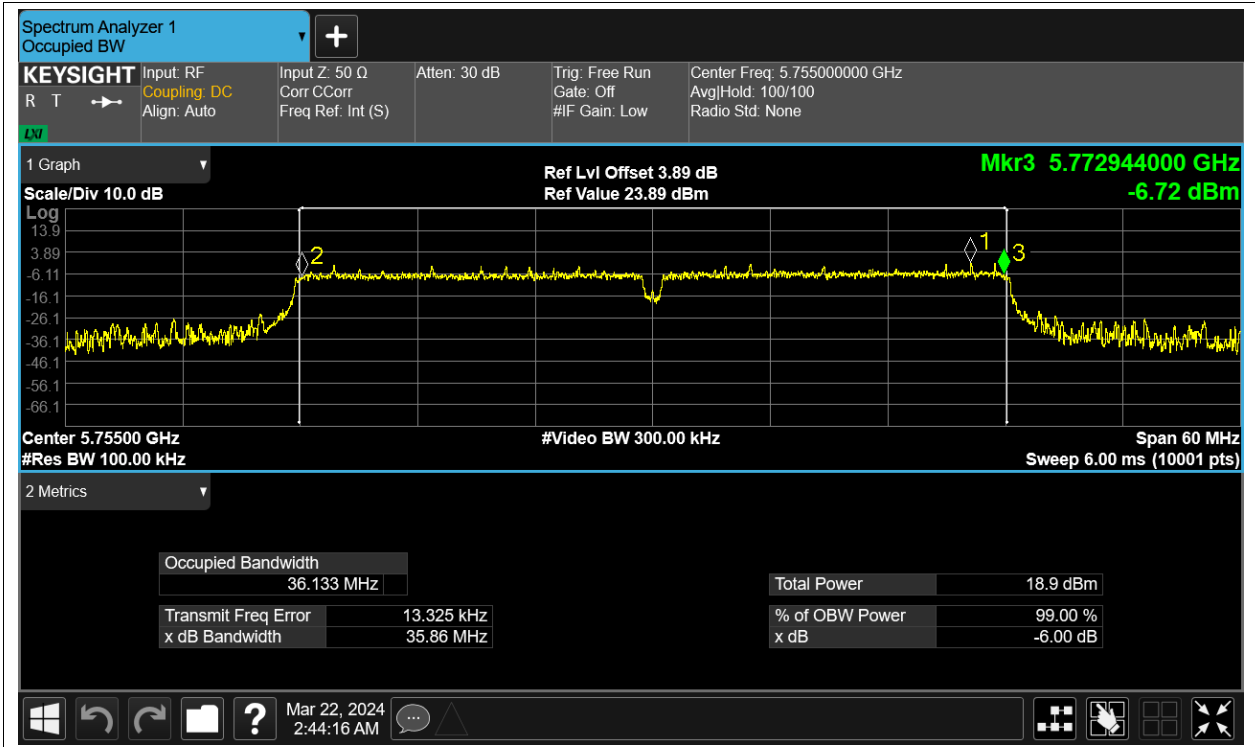 Spectrum Analyzer 1
Occupied BW
KEYSIGHT
R T
LXI
Input: RF
Coupling: DC
Align: Auto
Input Z: 50 Ω
Corr CCorr
Freq Ref: Int (S)
Atten: 30 dB
Trig: Free Run
Gate: Off
#IF Gain: Low
Center Freq: 5.755000000 GHz
Avg|Hold: 100/100
Radio Std: None
1 Graph
Scale/Div 10.0 dB
Ref Lvl Offset 3.89 dB
Ref Value 23.89 dBm
Mkr3 5.772944000 GHz
-6.72 dBm
Log
13.9
3.89
-6.11
-16.1
-26.1
-36.1
-46.1
-56.1
-66.1
2
1
3
Center 5.75500 GHz
#Res BW 100.00 kHz
#Video BW 300.00 kHz
Span 60 MHz
Sweep 6.00 ms (10001 pts)
2 Metrics
Occupied Bandwidth
36.133 MHz
Transmit Freq Error 13.325 kHz
x dB Bandwidth 35.86 MHz
Total Power 18.9 dBm
% of OBW Power 99.00 %
x dB -6.00 dB
?
Mar 22, 2024
2:44:16 AM